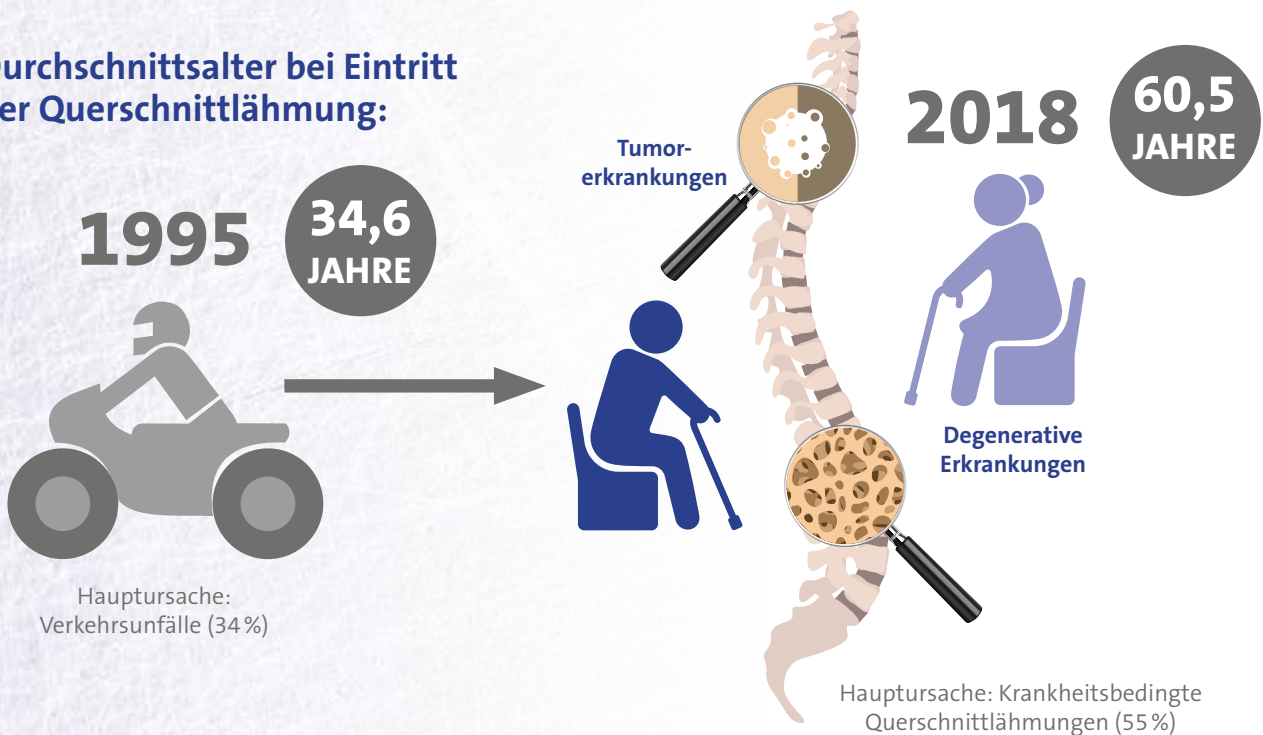 urchschnittsalter bei Eintritt
er Querschnittlähmung:
1995
34,6
JAHRE
Hauptursache:
Verkehrsunfälle (34 %)
Tumor-
erkrankungen
2018
60,5
JAHRE
Degenerative
Erkrankungen
Hauptursache: Krankheitsbedingte
Querschnittlähmungen (55 %)